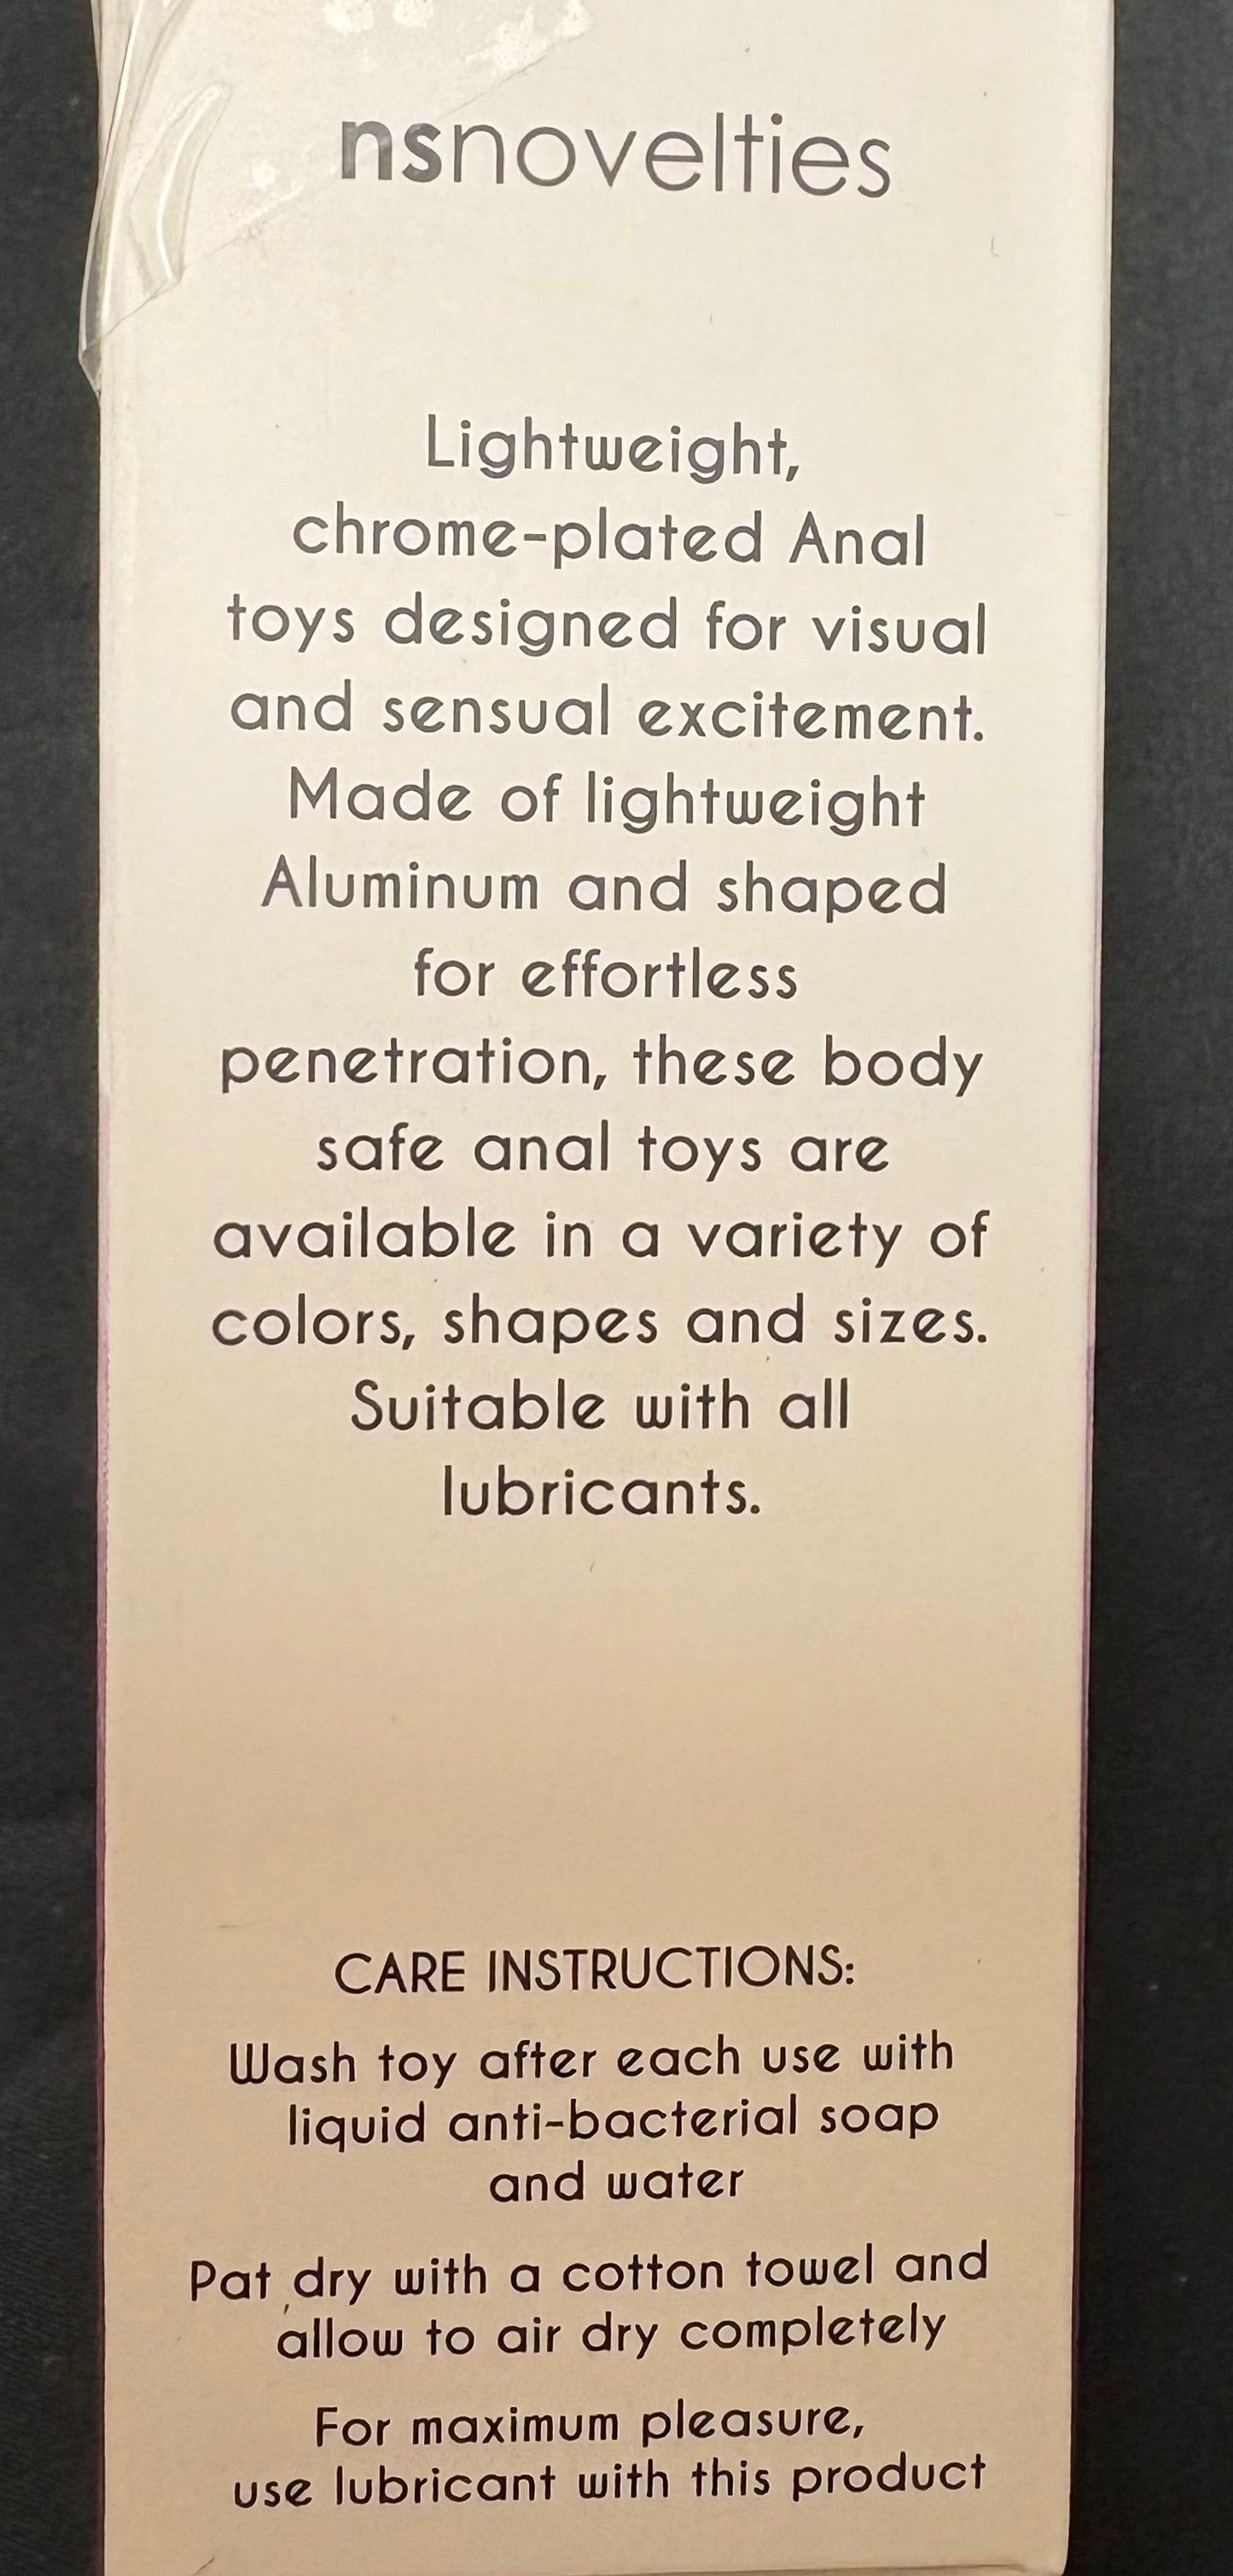 nsnovelties
Lightweight,
chrome-plated Anal
toys designed for visual
and sensual excitement.
Made of lightweight
Aluminum and shaped
for effortless
penetration, these body
safe anal toys are
available in a variety of
colors, shapes and sizes.
Suitable with all
lubricants.
CARE INSTRUCTIONS:
Wash toy after each use with
liquid anti-bacterial soap
and water
Pat dry with a cotton towel and
allow to air dry completely
For maximum pleasure,
use lubricant with this product